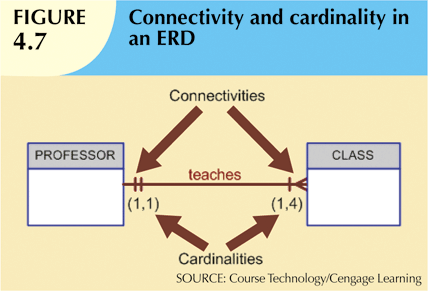 FIGURE
4.7
Connectivity and cardinality in
an ERD
Connectivities
PROFESSOR
CLASS
teaches
(1,1)
(1,4)
Cardinalities
SOURCE: Course Technology/Cengage Learning